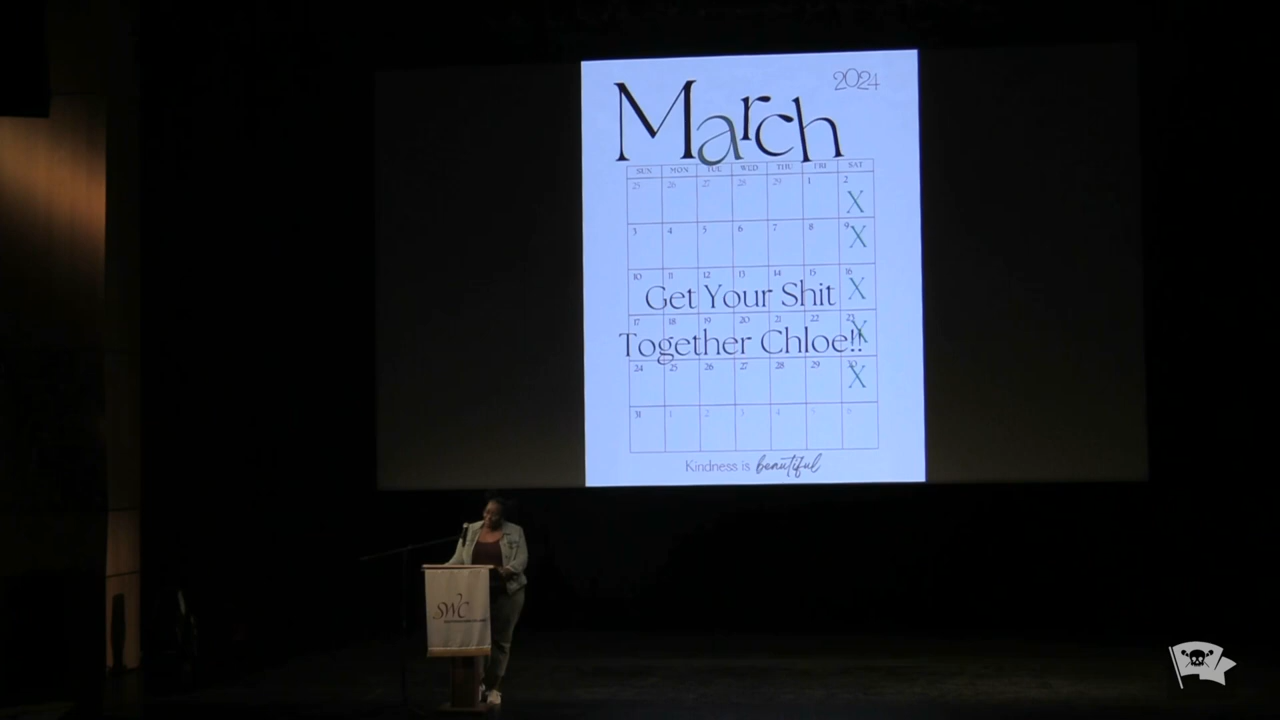 2024
March
SUN MON TUE WED THU FRI SAT
25 26 27 28 29 1 2
X
3 4 5 6 7 8 9
X
10 11 12 13 14 15 16
Get Your Shit X
17 18 19 20 21 22 23
Together Chloe!! X
24 25 26 27 28 29 30
X
31 1 2 3 4 5 6
Kindness is beautiful
SWC